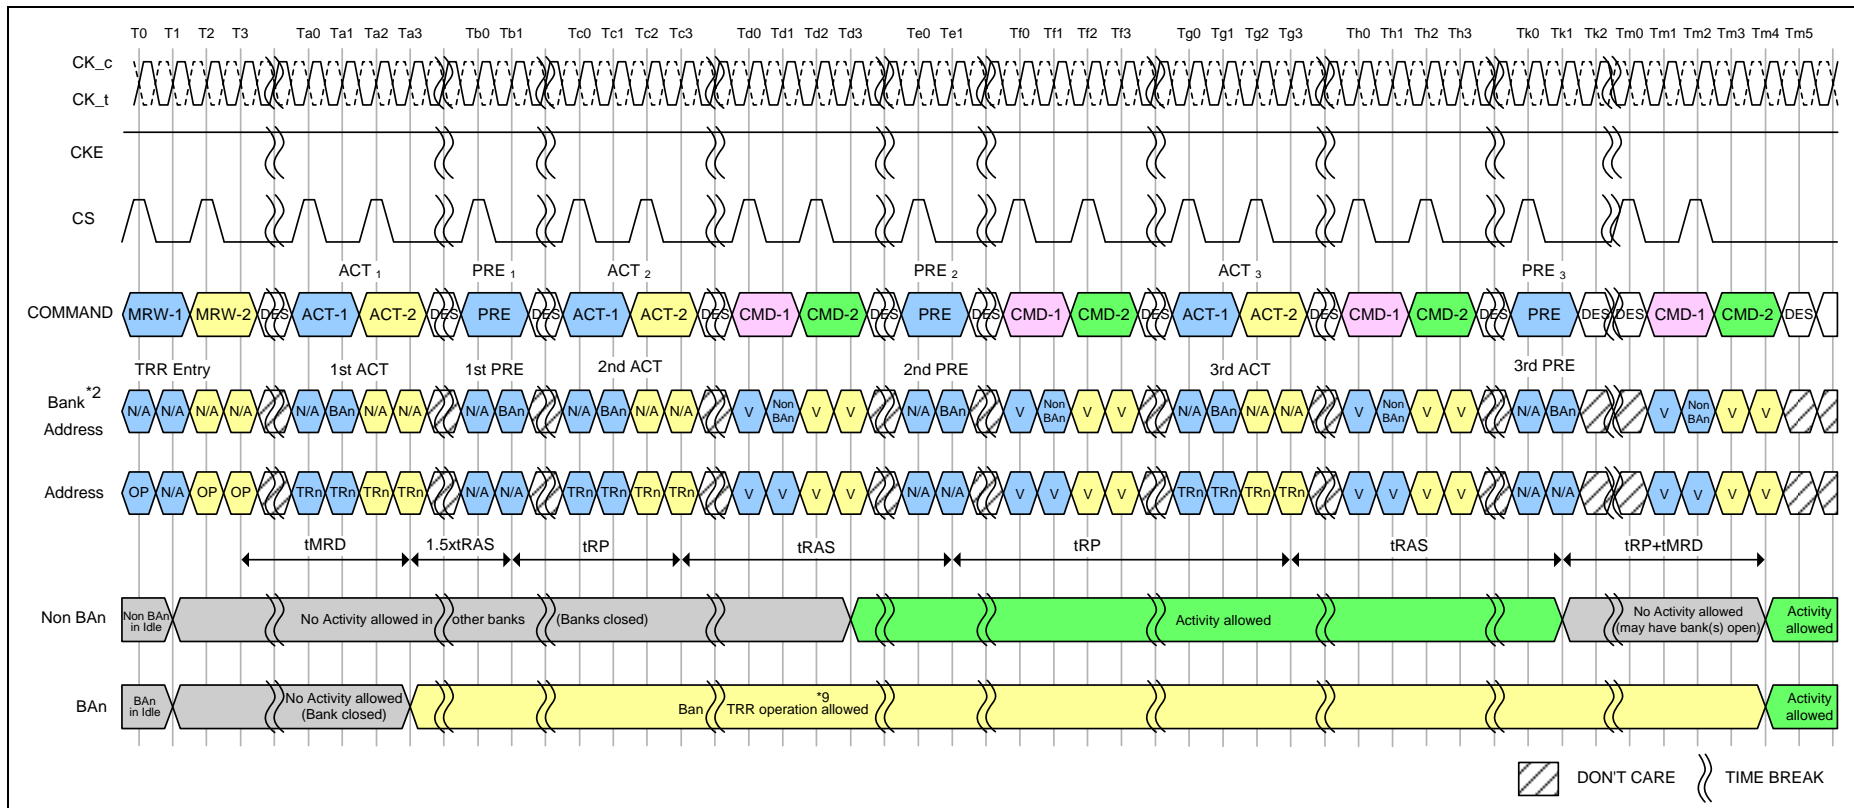 T0 T1 T2 T3 Ta0 Ta1 Ta2 Ta3 Tb0 Tb1 Tc0 Tc1 Tc2 Tc3 Td0 Td1 Td2 Td3 Te0 Te1 Tf0 Tf1 Tf2 Tf3 Tg0 Tg1 Tg2 Tg3 Th0 Th1 Th2 Th3 Tk0 Tk1 Tk2 Tm0 Tm1 Tm2 Tm3 Tm4 Tm5
CK_c
CK_t
CKE
CS
ACT 1 PRE 1 ACT 2 PRE 2 ACT 3 PRE 3
COMMAND MRW-1 MRW-2 DES ACT-1 ACT-2 DES PRE DES ACT-1 ACT-2 DES CMD-1 CMD-2 DES PRE DES CMD-1 CMD-2 DES ACT-1 ACT-2 DES CMD-1 CMD-2 DES PRE DES DES CMD-1 CMD-2 DES
TRR Entry 1st ACT 1st PRE 2nd ACT 2nd PRE 3rd ACT 3rd PRE
Bank*2
Address
N/A N/A N/A N/A N/A BAn N/A N/A N/A BAn N/A BAn N/A N/A V Non BAn V V N/A BAn V Non BAn V V N/A BAn N/A N/A V Non BAn V V N/A BAn V Non BAn V V
Address OP N/A OP OP TRn TRn TRn TRn N/A N/A TRn TRn TRn TRn V V V V N/A N/A V V V V TRn TRn TRn TRn V V V V N/A N/A V V V V
tMRD 1.5xtRAS tRP tRAS tRP tRAS tRP+tMRD
Non BAn
Non BAn
in Idle
No Activity allowed in other banks (Banks closed)
Activity allowed
No Activity allowed
(may have bank(s) open)
Activity
allowed
BAn
BAn
in Idle
No Activity allowed
(Bank closed)
Ban TRR operation allowed *9
Activity
allowed
DON'T CARE
TIME BREAK